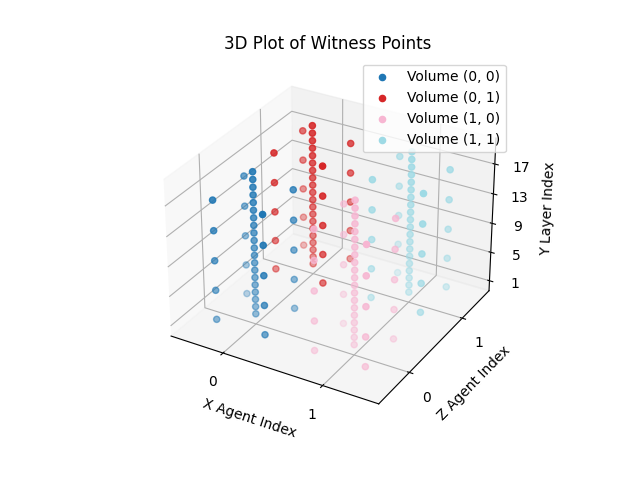 3D Plot of Witness Points
Volume (0, 0)
Volume (0, 1)
Volume (1, 0)
Volume (1, 1)
17
13
9
5
1
Y Layer Index
1
0
Z Agent Index
0
1
X Agent Index